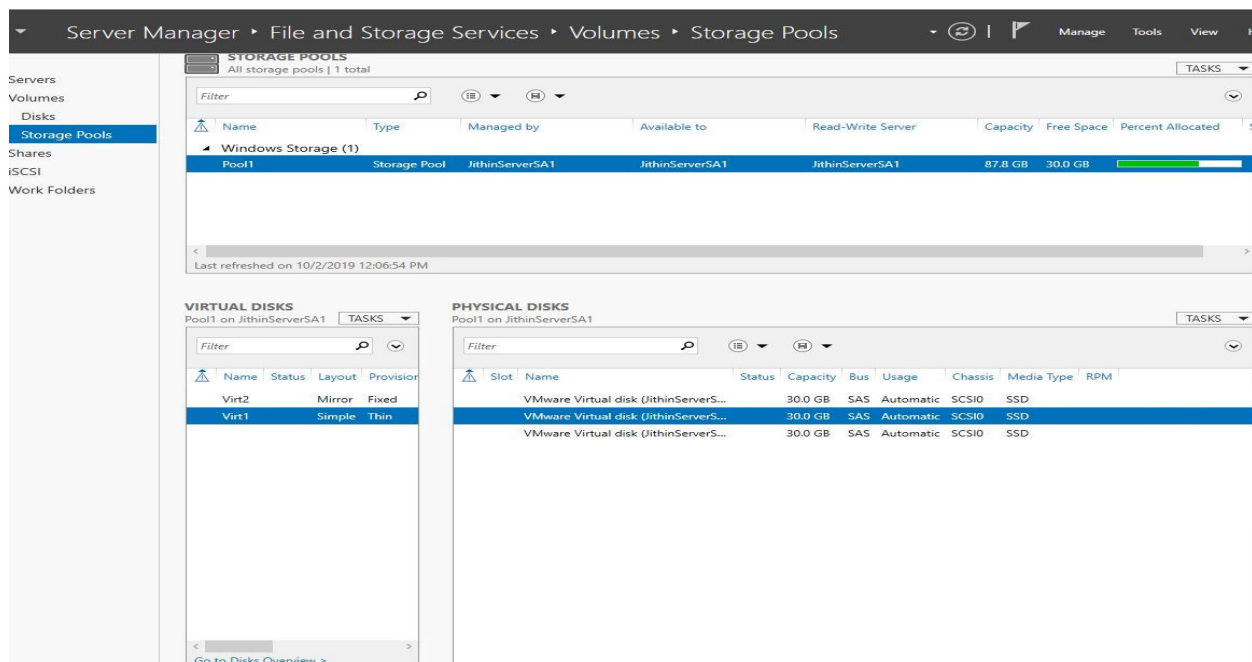 Server Manager ‣ File and Storage Services ‣ Volumes ‣ Storage Pools
Manage Tools View
Servers
Volumes
Disks
Storage Pools
Shares
iSCSI
Work Folders
STORAGE POOLS
All storage pools | 1 total
TASKS
Filter
Name Type Managed by Available to Read-Write Server Capacity Free Space Percent Allocated
Windows Storage (1)
Pool1 Storage Pool JithinServerSA1 JithinServerSA1 JithinServerSA1 87.8 GB 30.0 GB
Last refreshed on 10/2/2019 12:06:54 PM
VIRTUAL DISKS
Pool1 on JithinServerSA1 TASKS
Filter
Name Status Layout Provision
Virt2 Mirror Fixed
Virt1 Simple Thin
Go to Disks Overview >
PHYSICAL DISKS
Pool1 on JithinServerSA1
TASKS
Filter
Slot Name Status Capacity Bus Usage Chassis Media Type RPM
VMware Virtual disk (JithinServerS... 30.0 GB SAS Automatic SCSI0 SSD
VMware Virtual disk (JithinServerS... 30.0 GB SAS Automatic SCSI0 SSD
VMware Virtual disk (JithinServerS... 30.0 GB SAS Automatic SCSI0 SSD